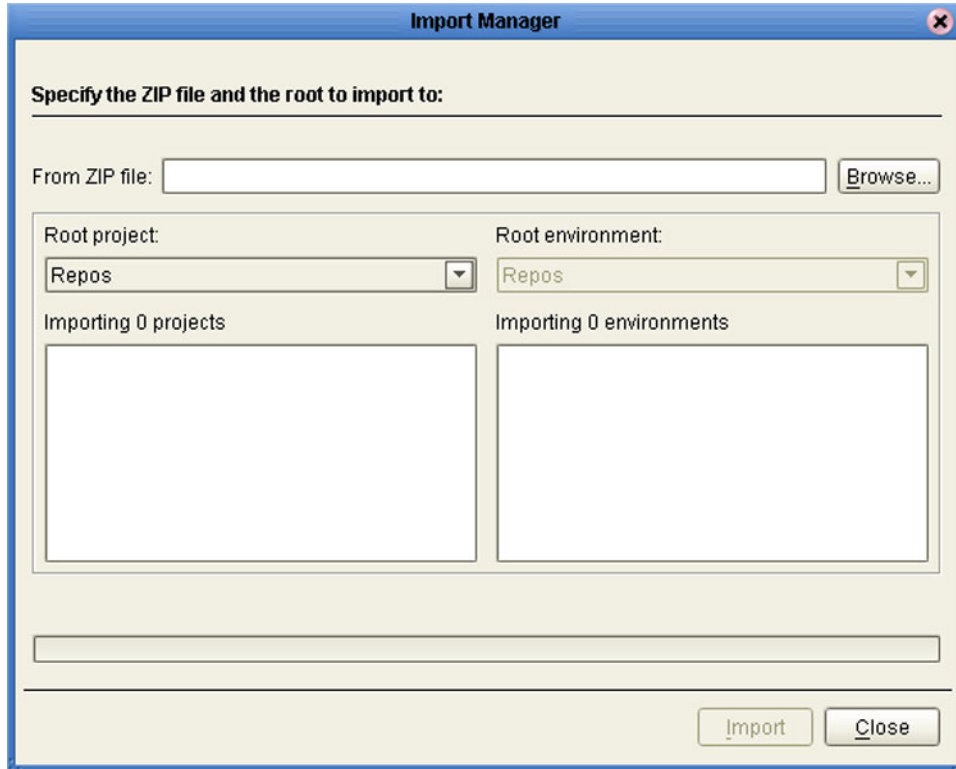 Import Manager
Specify the ZIP file and the root to import to:
From ZIP file: Browse...
Root project: Root environment:
Repos Repos
Importing 0 projects Importing 0 environments
Import Close